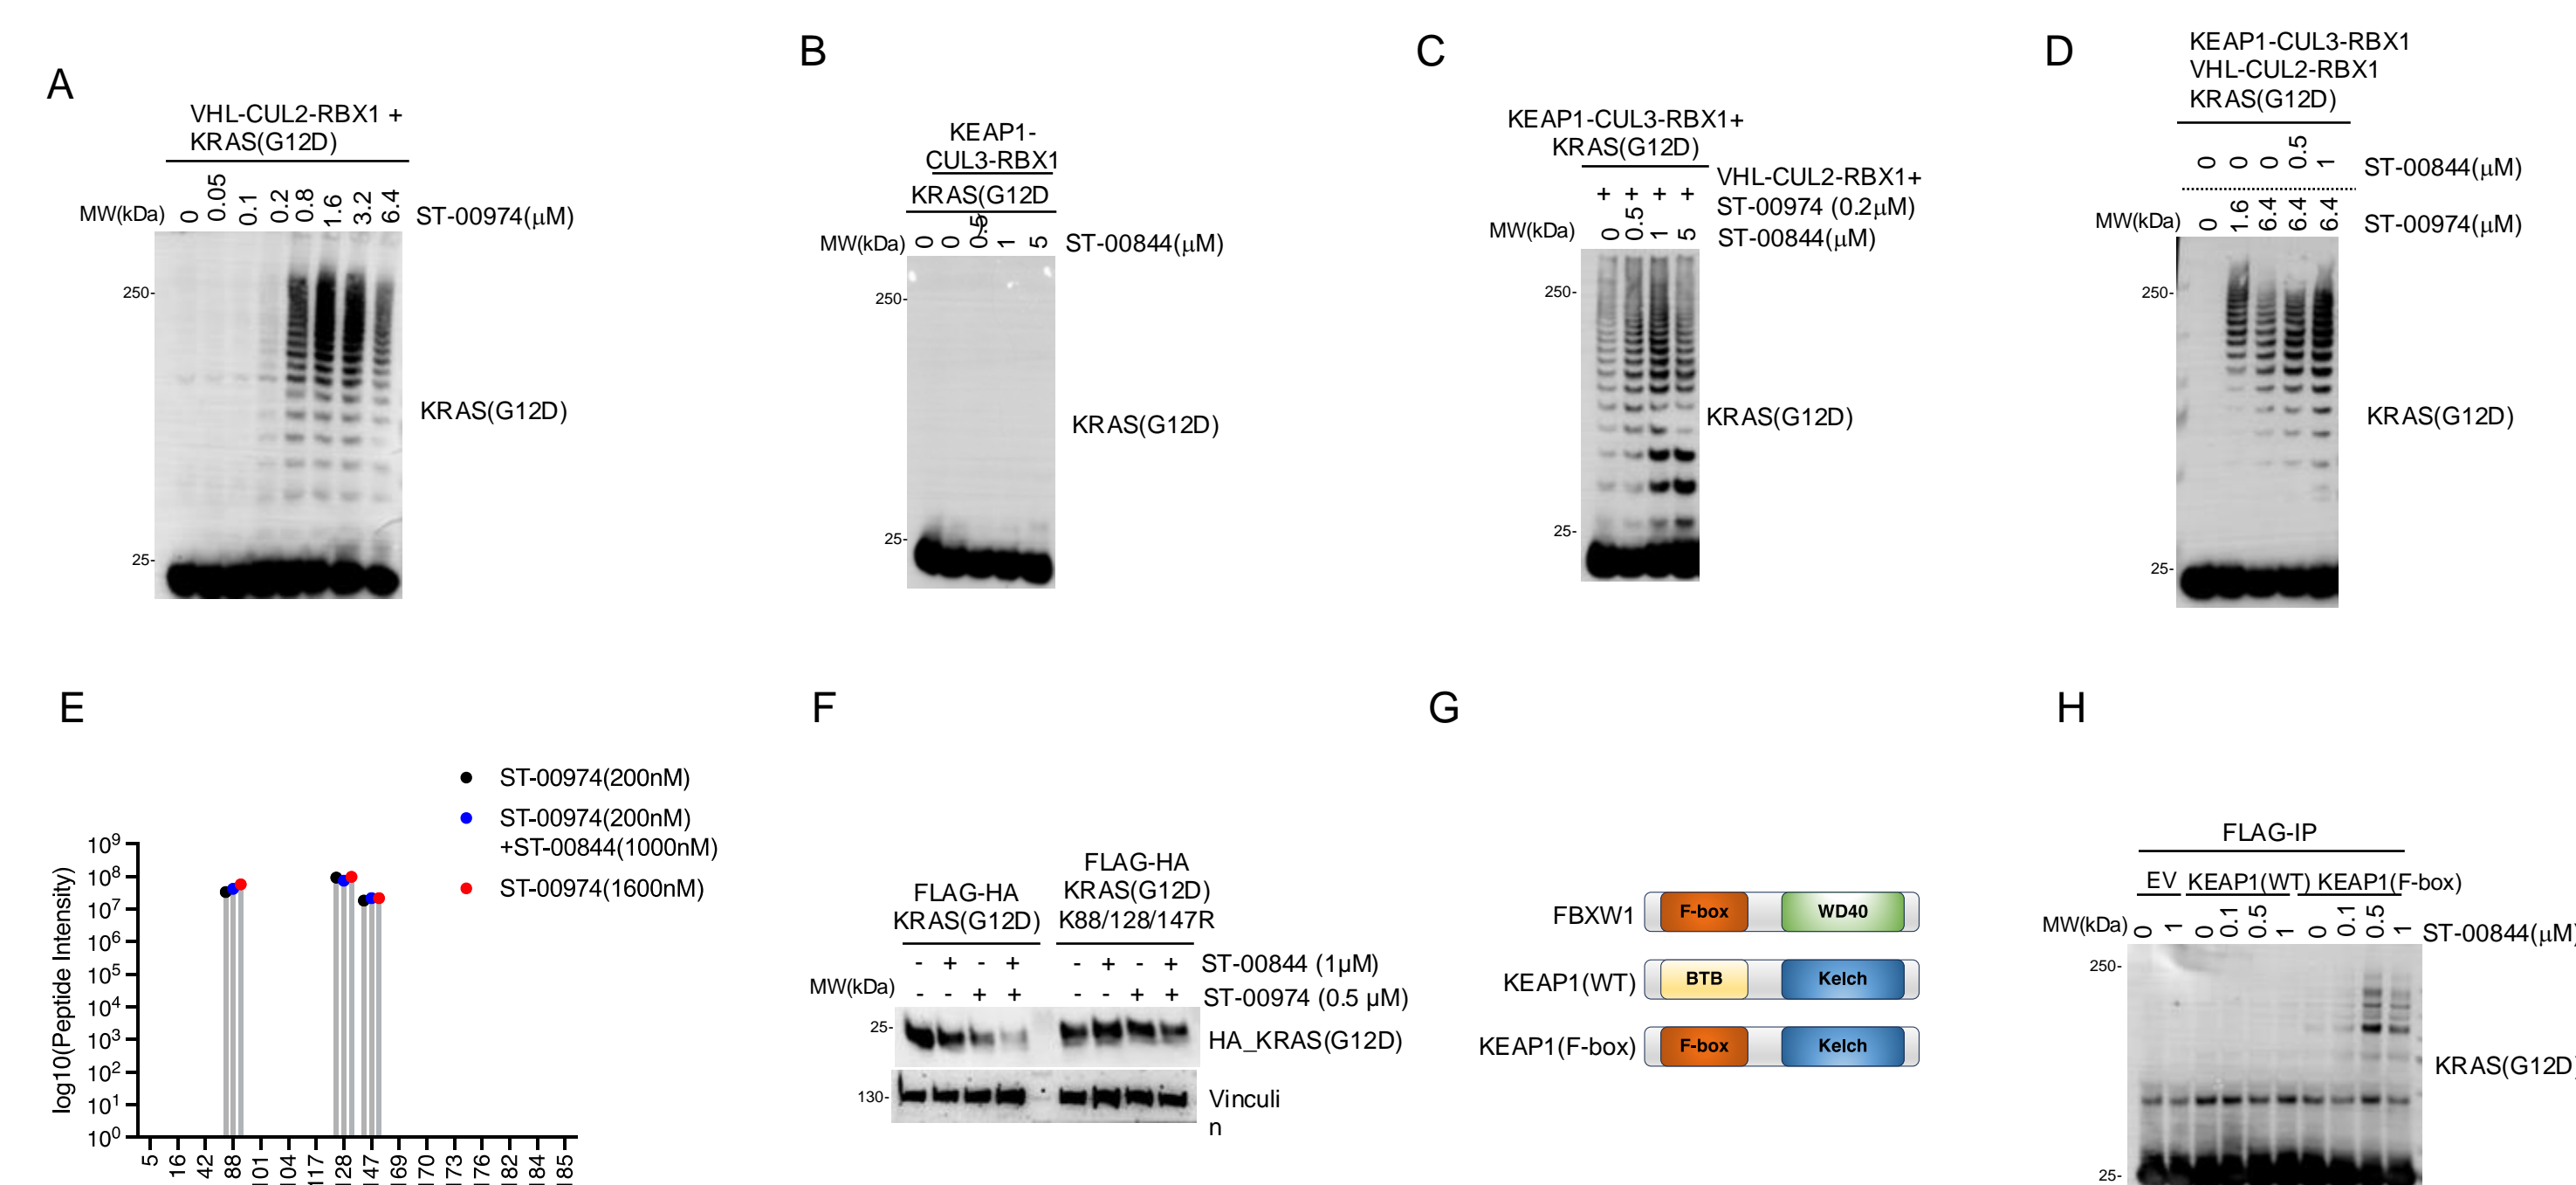 A
VHL-CUL2-RBX1 +
KRAS(G12D)
MW(kDa)
0
0.05
0.1
0.2
0.8
1.6
3.2
6.4
ST-00974(μM)
250-
KRAS(G12D)
25-
B
KEAP1-
CUL3-RBX1
KRAS(G12D
MW(kDa)
0
0
0.5
1
5
ST-00844(μM)
250-
KRAS(G12D)
25-
C
KEAP1-CUL3-RBX1+
KRAS(G12D)
+ + + +
VHL-CUL2-RBX1+
ST-00974 (0.2μM)
MW(kDa)
0
0.5
1
5
ST-00844(μM)
250-
KRAS(G12D)
25-
D
KEAP1-CUL3-RBX1
VHL-CUL2-RBX1
KRAS(G12D)
0
0
0
0.5
1
ST-00844(μM)
MW(kDa)
0
1.6
6.4
6.4
6.4
ST-00974(μM)
250-
KRAS(G12D)
25-
E
ST-00974(200nM)
ST-00974(200nM)
+ST-00844(1000nM)
ST-00974(1600nM)
log10(Peptide Intensity)
10⁹
10⁸
10⁷
10⁶
10⁵
10⁴
10³
10²
10¹
10⁰
5
16
42
88
101
104
117
128
147
169
170
173
176
182
184
185
F
FLAG-HA
KRAS(G12D)
FLAG-HA
KRAS(G12D)
K88/128/147R
- + - + - + - + ST-00844 (1μM)
MW(kDa)
- - + + - - + + ST-00974 (0.5 μM)
25-
HA_KRAS(G12D)
130-
Vinculi
n
G
FBXW1
F-box
WD40
KEAP1(WT)
BTB
Kelch
KEAP1(F-box)
F-box
Kelch
H
FLAG-IP
EV
KEAP1(WT)
KEAP1(F-box)
MW(kDa)
0
1
0
0.1
0.5
1
0
0.1
0.5
1
ST-00844(μM
250-
KRAS(G12D
25-